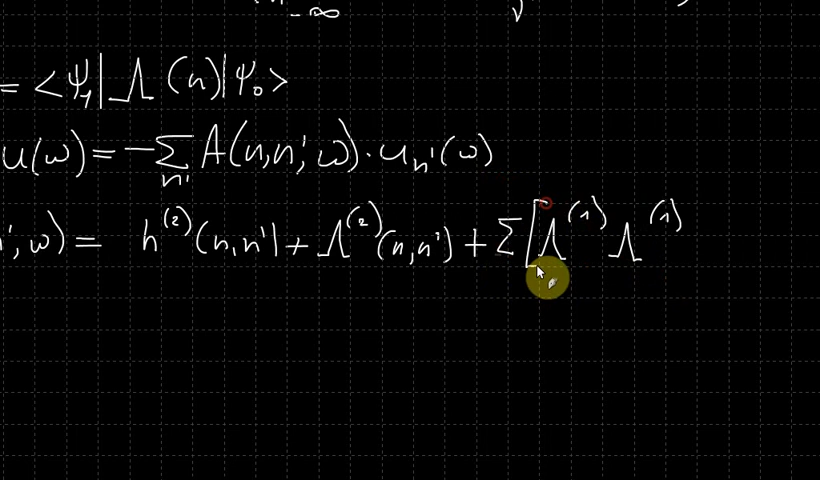 -∞ ν
= <Ψ₁|Λ (n)|Ψ₀>
u(ω) = -∑ₙ' A(n,n'; ω)·uₙ'(ω)
', ω) = h⁽²⁾(n,n') + Λ⁽²⁾(n,n') + Σ[Λ⁽¹⁾ Λ⁽¹⁾